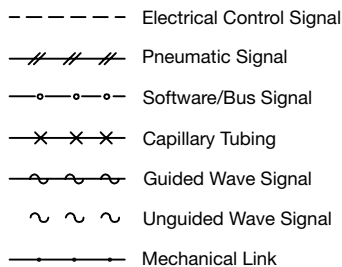 Electrical Control Signal
Pneumatic Signal
Software/Bus Signal
Capillary Tubing
Guided Wave Signal
Unguided Wave Signal
Mechanical Link